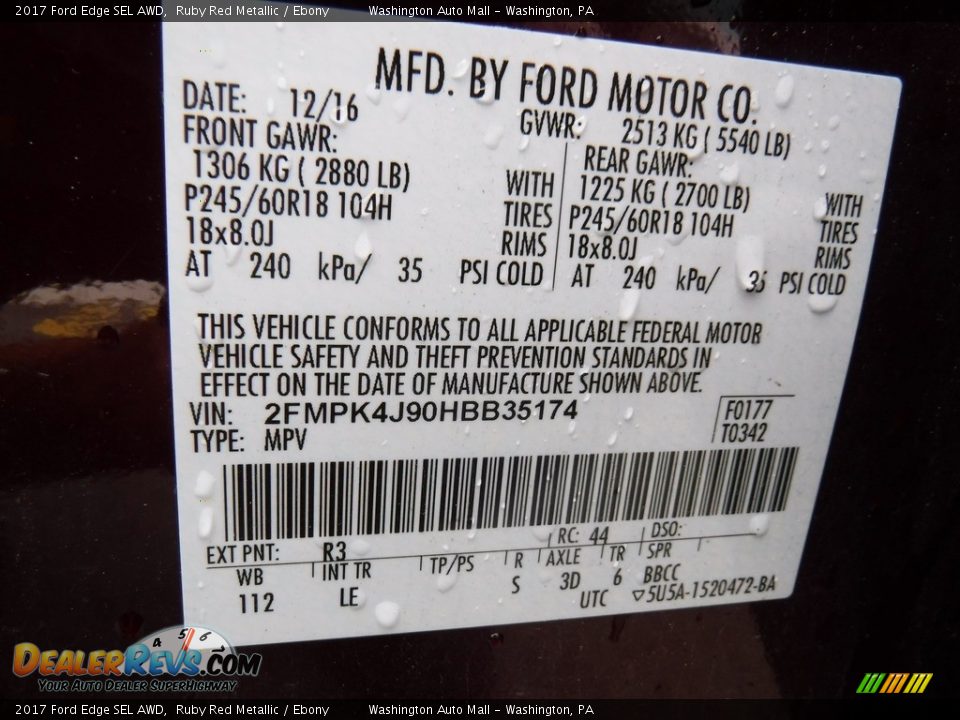 2017 Ford Edge SEL AWD,  Ruby Red Metallic / Ebony    Washington Auto Mall - Washington, PA
MFD. BY FORD MOTOR CO.
DATE: 12/16  GVWR: 2513 KG ( 5540 LB)
FRONT GAWR:  REAR GAWR:
1306 KG ( 2880 LB)  WITH  1225 KG ( 2700 LB)  WITH
P245/60R18 104H  TIRES  P245/60R18 104H  TIRES
18x8.0J  RIMS  18x8.0J  RIMS
AT 240 kPa/ 35 PSI COLD  AT 240 kPa/ 35 PSI COLD
THIS VEHICLE CONFORMS TO ALL APPLICABLE FEDERAL MOTOR
VEHICLE SAFETY AND THEFT PREVENTION STANDARDS IN
EFFECT ON THE DATE OF MANUFACTURE SHOWN ABOVE.
VIN: 2FMPK4J90HBB35174  F0177
TYPE: MPV  T0342
EXT PNT: R3  RC: 44  DSO:
WB  INT TR  TP/PS  R  AXLE  TR  SPR
112  LE  S  3D  6  BBCC
UTC  ▽5U5A-1520472-BA
4 5 6
DEALERREVS.COM
YOUR AUTO DEALER SUPERHIGHWAY
2017 Ford Edge SEL AWD,  Ruby Red Metallic / Ebony    Washington Auto Mall - Washington, PA